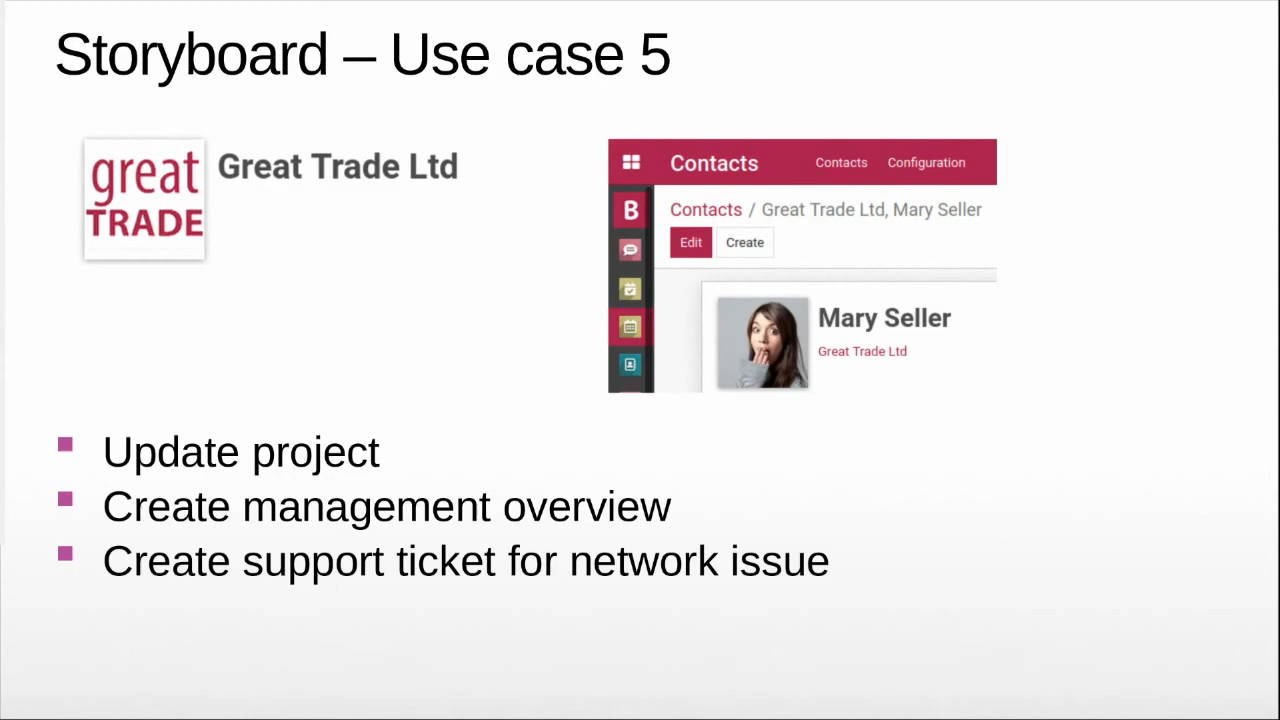 Storyboard – Use case 5
great
TRADE
Great Trade Ltd
Contacts
Contacts
Configuration
B
Contacts / Great Trade Ltd, Mary Seller
Edit
Create
Mary Seller
Great Trade Ltd
Update project
Create management overview
Create support ticket for network issue